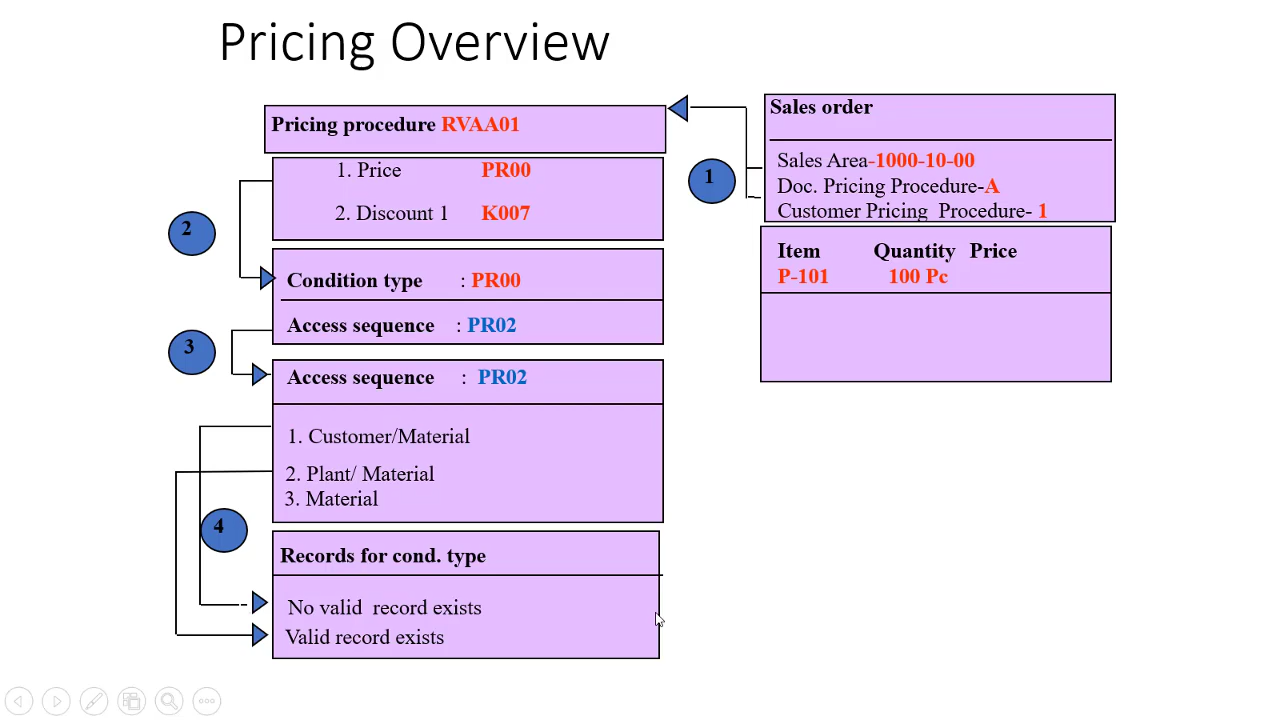 Pricing Overview
Pricing procedure RVAA01
1. Price PR00
2. Discount 1 K007
2
Condition type : PR00
Access sequence : PR02
3
Access sequence : PR02
1. Customer/Material
2. Plant/ Material
3. Material
4
Records for cond. type
No valid record exists
Valid record exists
1
Sales order
Sales Area-1000-10-00
Doc. Pricing Procedure-A
Customer Pricing Procedure- 1
Item Quantity Price
P-101 100 Pc